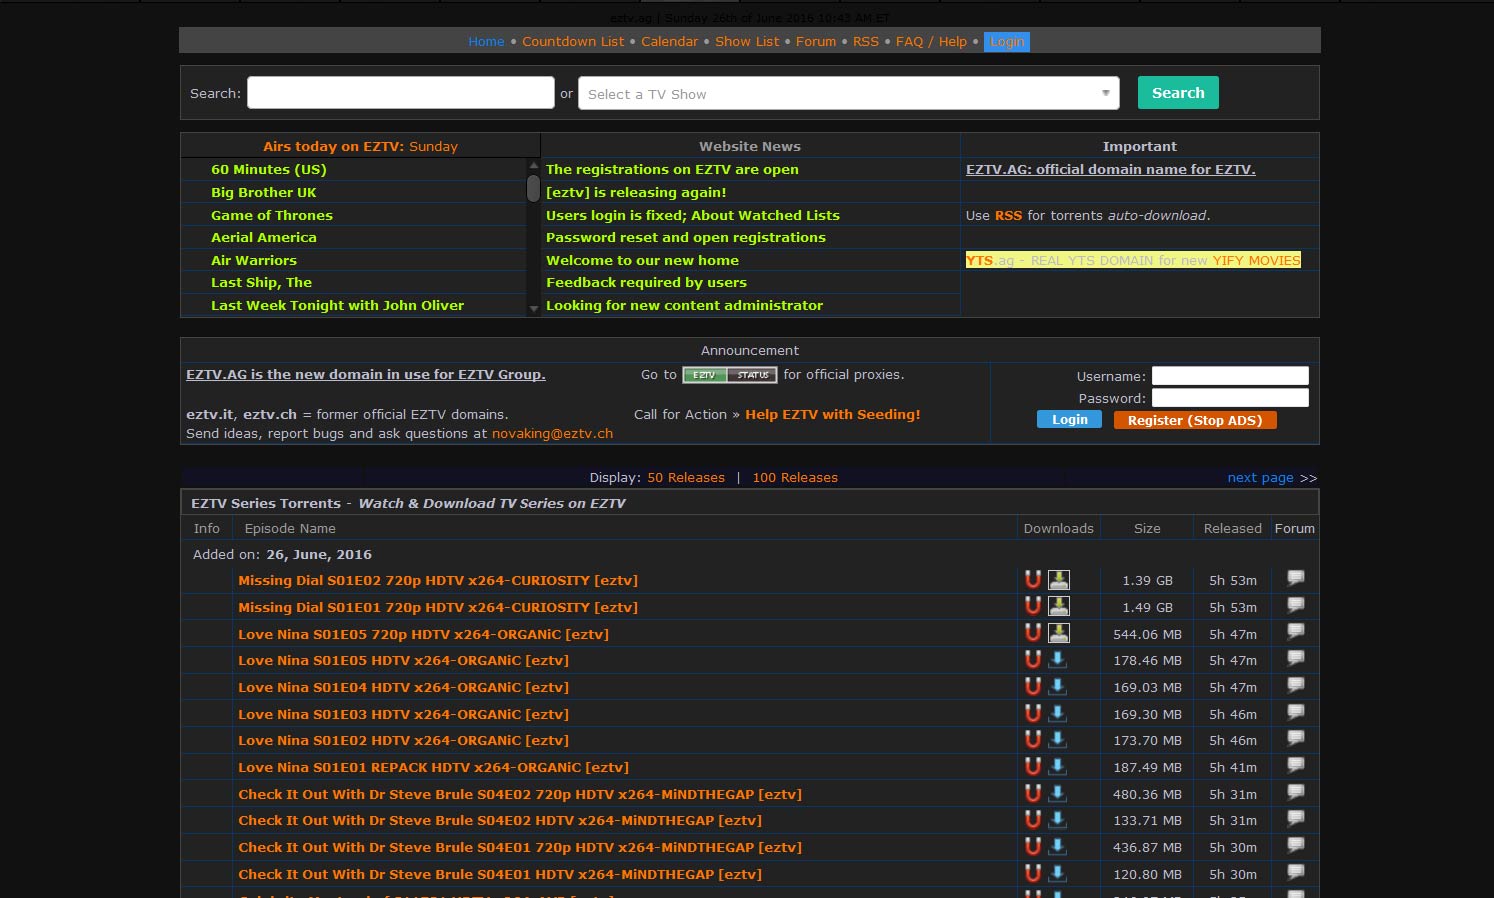 eztv.ag | Sunday 26th of June 2016 10:43 AM ET
Home • Countdown List • Calendar • Show List • Forum • RSS • FAQ / Help • Login
Search: or Select a TV Show Search
Airs today on EZTV: Sunday
60 Minutes (US)
Big Brother UK
Game of Thrones
Aerial America
Air Warriors
Last Ship, The
Last Week Tonight with John Oliver
Website News
The registrations on EZTV are open
[eztv] is releasing again!
Users login is fixed; About Watched Lists
Password reset and open registrations
Welcome to our new home
Feedback required by users
Looking for new content administrator
Important
EZTV.AG: official domain name for EZTV.
Use RSS for torrents auto-download.
YTS.ag - REAL YTS DOMAIN for new YIFY MOVIES
Announcement
EZTV.AG is the new domain in use for EZTV Group.
eztv.it, eztv.ch = former official EZTV domains.
Send ideas, report bugs and ask questions at novaking@eztv.ch
Go to EZTV STATUS for official proxies.
Call for Action » Help EZTV with Seeding!
Username:
Password:
Login Register (Stop ADS)
Display: 50 Releases | 100 Releases next page >>
EZTV Series Torrents - Watch & Download TV Series on EZTV
Info Episode Name Downloads Size Released Forum
Added on: 26, June, 2016
Missing Dial S01E02 720p HDTV x264-CURIOSITY [eztv] 1.39 GB 5h 53m
Missing Dial S01E01 720p HDTV x264-CURIOSITY [eztv] 1.49 GB 5h 53m
Love Nina S01E05 720p HDTV x264-ORGANiC [eztv] 544.06 MB 5h 47m
Love Nina S01E05 HDTV x264-ORGANiC [eztv] 178.46 MB 5h 47m
Love Nina S01E04 HDTV x264-ORGANiC [eztv] 169.03 MB 5h 47m
Love Nina S01E03 HDTV x264-ORGANiC [eztv] 169.30 MB 5h 46m
Love Nina S01E02 HDTV x264-ORGANiC [eztv] 173.70 MB 5h 46m
Love Nina S01E01 REPACK HDTV x264-ORGANiC [eztv] 187.49 MB 5h 41m
Check It Out With Dr Steve Brule S04E02 720p HDTV x264-MiNDTHEGAP [eztv] 480.36 MB 5h 31m
Check It Out With Dr Steve Brule S04E02 HDTV x264-MiNDTHEGAP [eztv] 133.71 MB 5h 31m
Check It Out With Dr Steve Brule S04E01 720p HDTV x264-MiNDTHEGAP [eztv] 436.87 MB 5h 30m
Check It Out With Dr Steve Brule S04E01 HDTV x264-MiNDTHEGAP [eztv] 120.80 MB 5h 30m